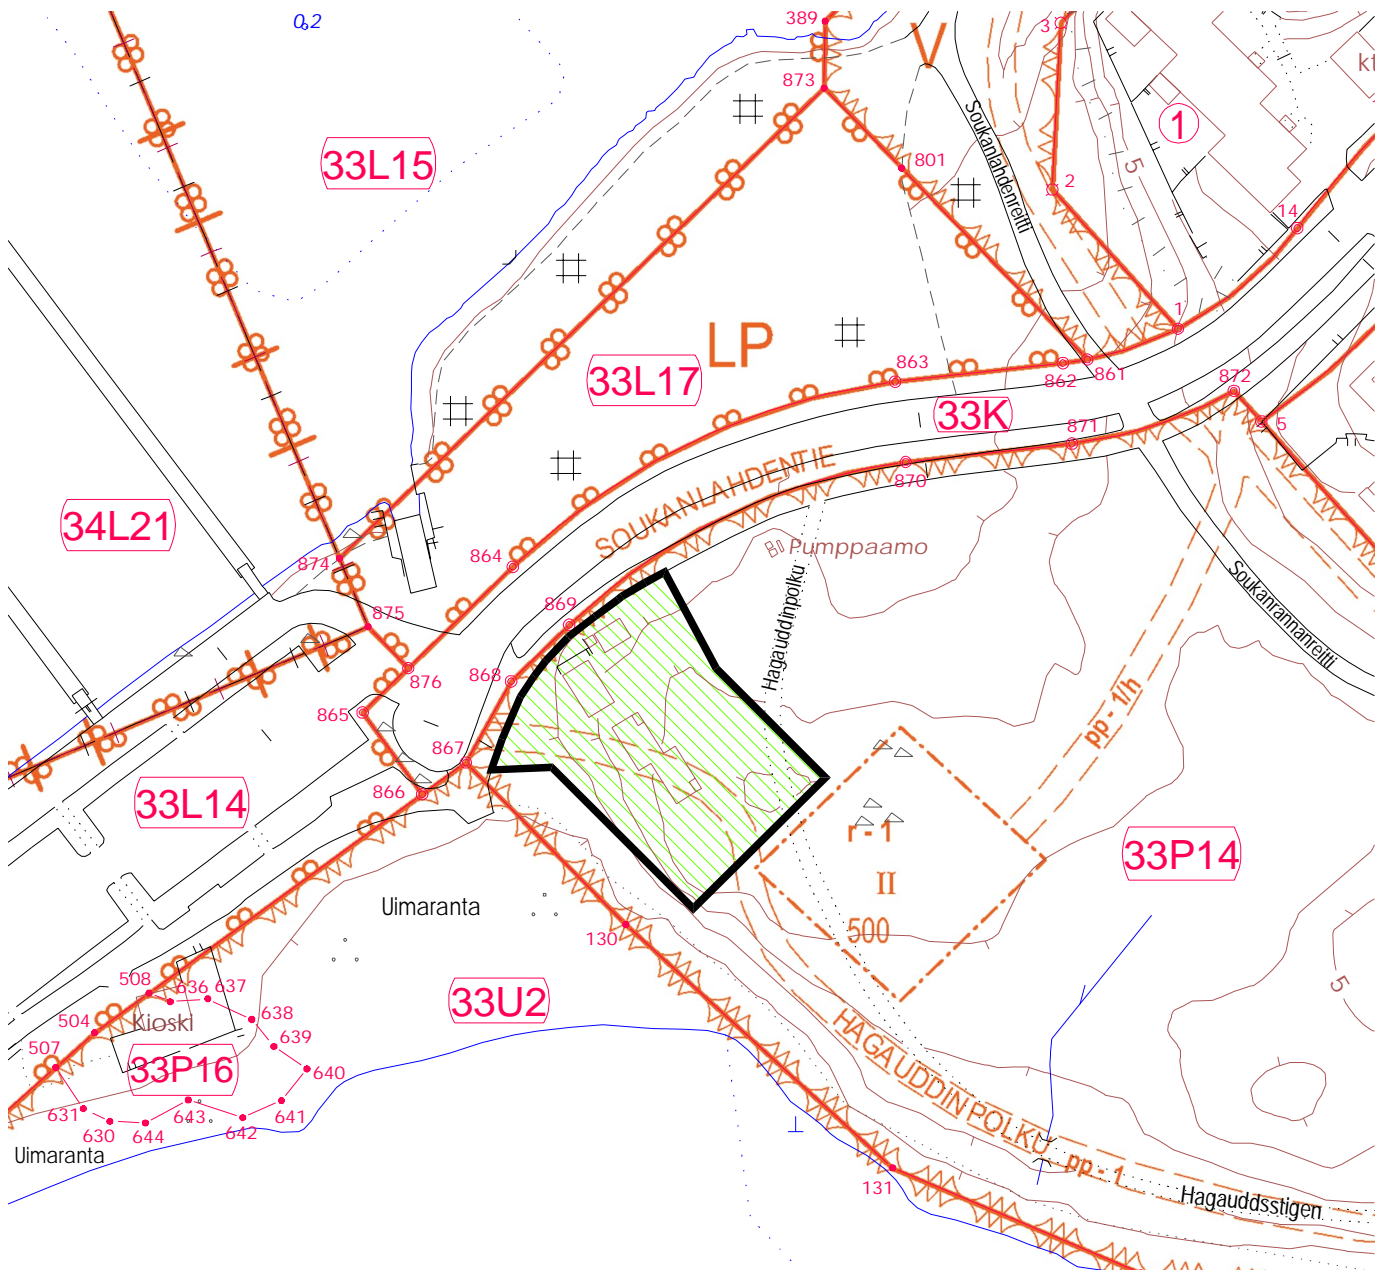 0,2
389
V
3
kt
873
1
33L15
801
Soukanlahdenreitti
5
2
14
LP
1
863
33L17
862
861
872
33K
5
871
SOUKANLAHDENTIE
870
34L21
874
864
Pumppaamo
Hagauddinpolku
Soukanrannanreitti
869
875
876
868
pp - 1/h
865
867
866
33L14
r - 1
33P14
II
Uimaranta
500
130
508
636
637
33U2
5
504
638
Kioski
639
507
33P16
640
HAGAUDDINPOLKU
pp - 1
631
630
644
643
642
641
Uimaranta
131
Hagauddsstigen